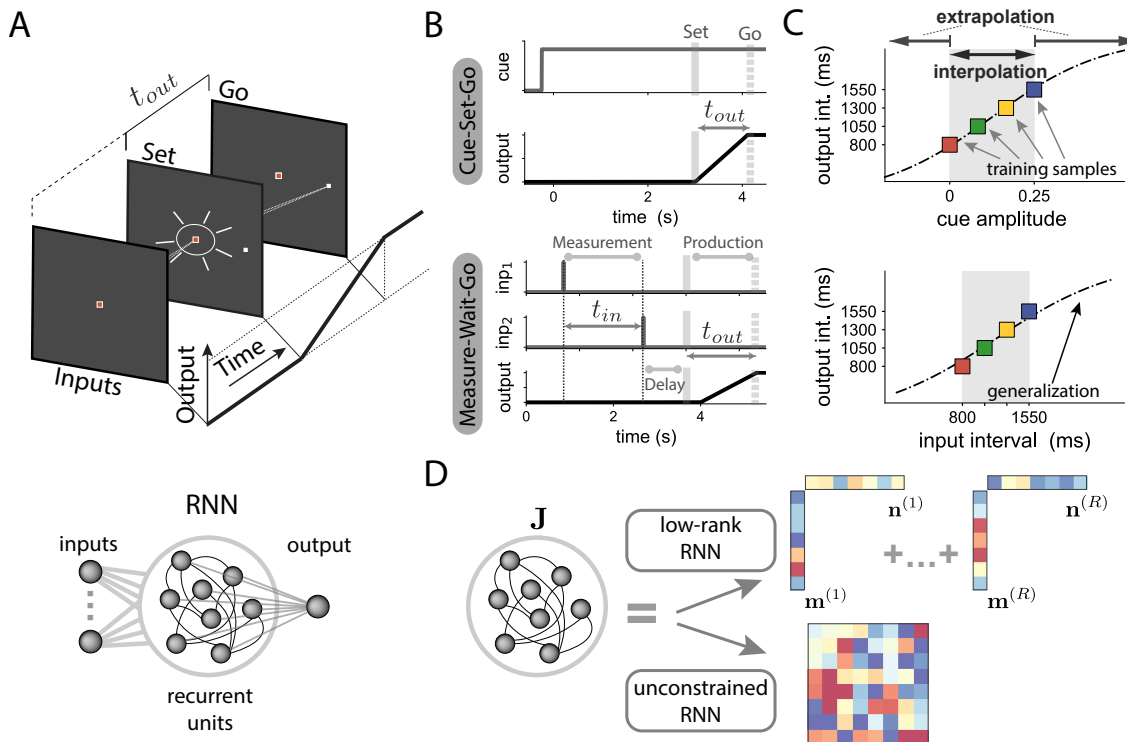 A
t_out
Go
Set
Inputs
Output
Time
RNN
inputs
output
recurrent
units
B
Cue-Set-Go
cue
Set
Go
t_out
output
0
2
4
time (s)
Measure-Wait-Go
Measurement
Production
inp1
t_in
inp2
t_out
Delay
output
0
2
4
time (s)
C
extrapolation
interpolation
output int. (ms)
1550
1300
1050
800
training samples
0
0.25
cue amplitude
output int. (ms)
1550
1300
1050
800
generalization
800
1550
input interval (ms)
D
J
=
low-rank
RNN
unconstrained
RNN
n(1)
m(1)
+...+
n(R)
m(R)